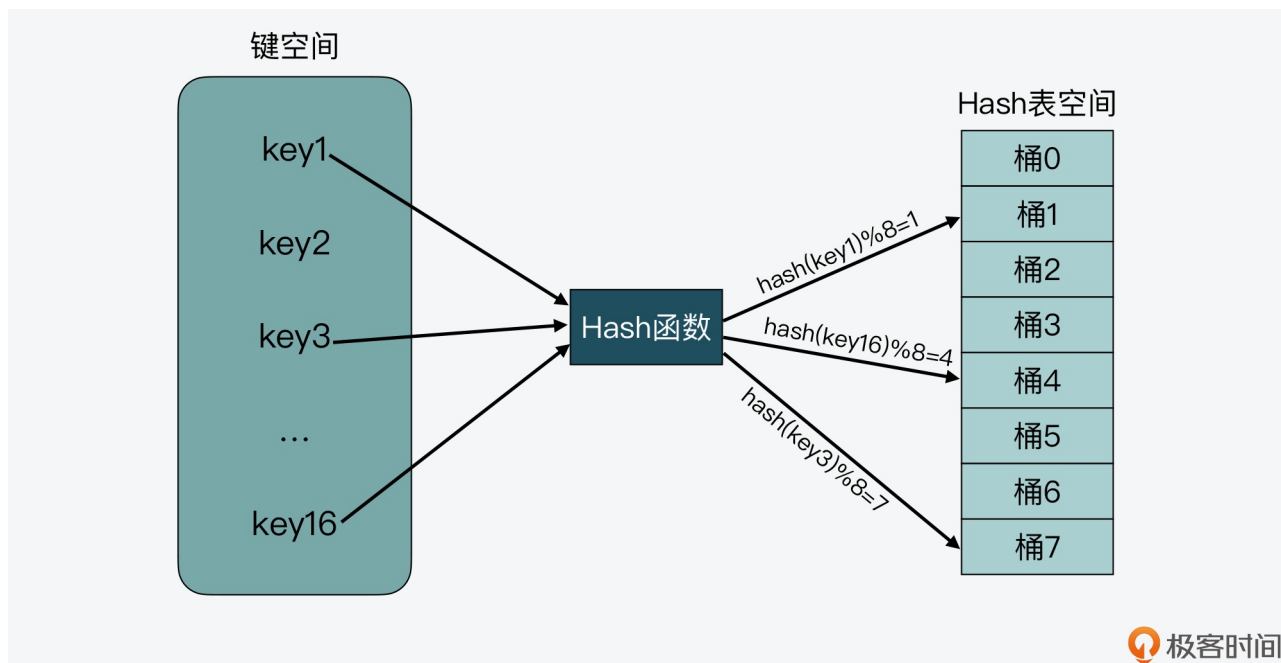 键空间
key1
key2
key3
...
key16
Hash函数
hash(key1)%8=1
hash(key16)%8=4
hash(key3)%8=7
Hash表空间
桶0
桶1
桶2
桶3
桶4
桶5
桶6
桶7
极客时间